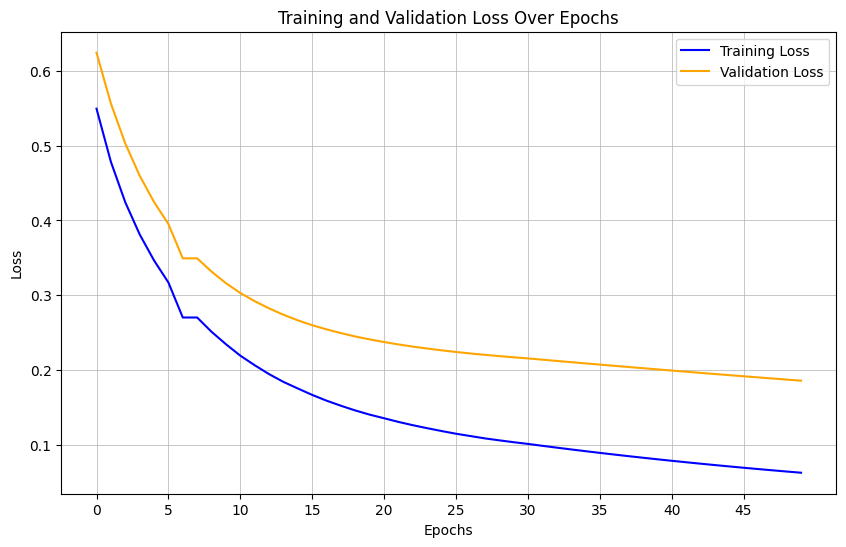 Training and Validation Loss Over Epochs
Training Loss
Validation Loss
Loss
0.6
0.5
0.4
0.3
0.2
0.1
0 5 10 15 20 25 30 35 40 45
Epochs